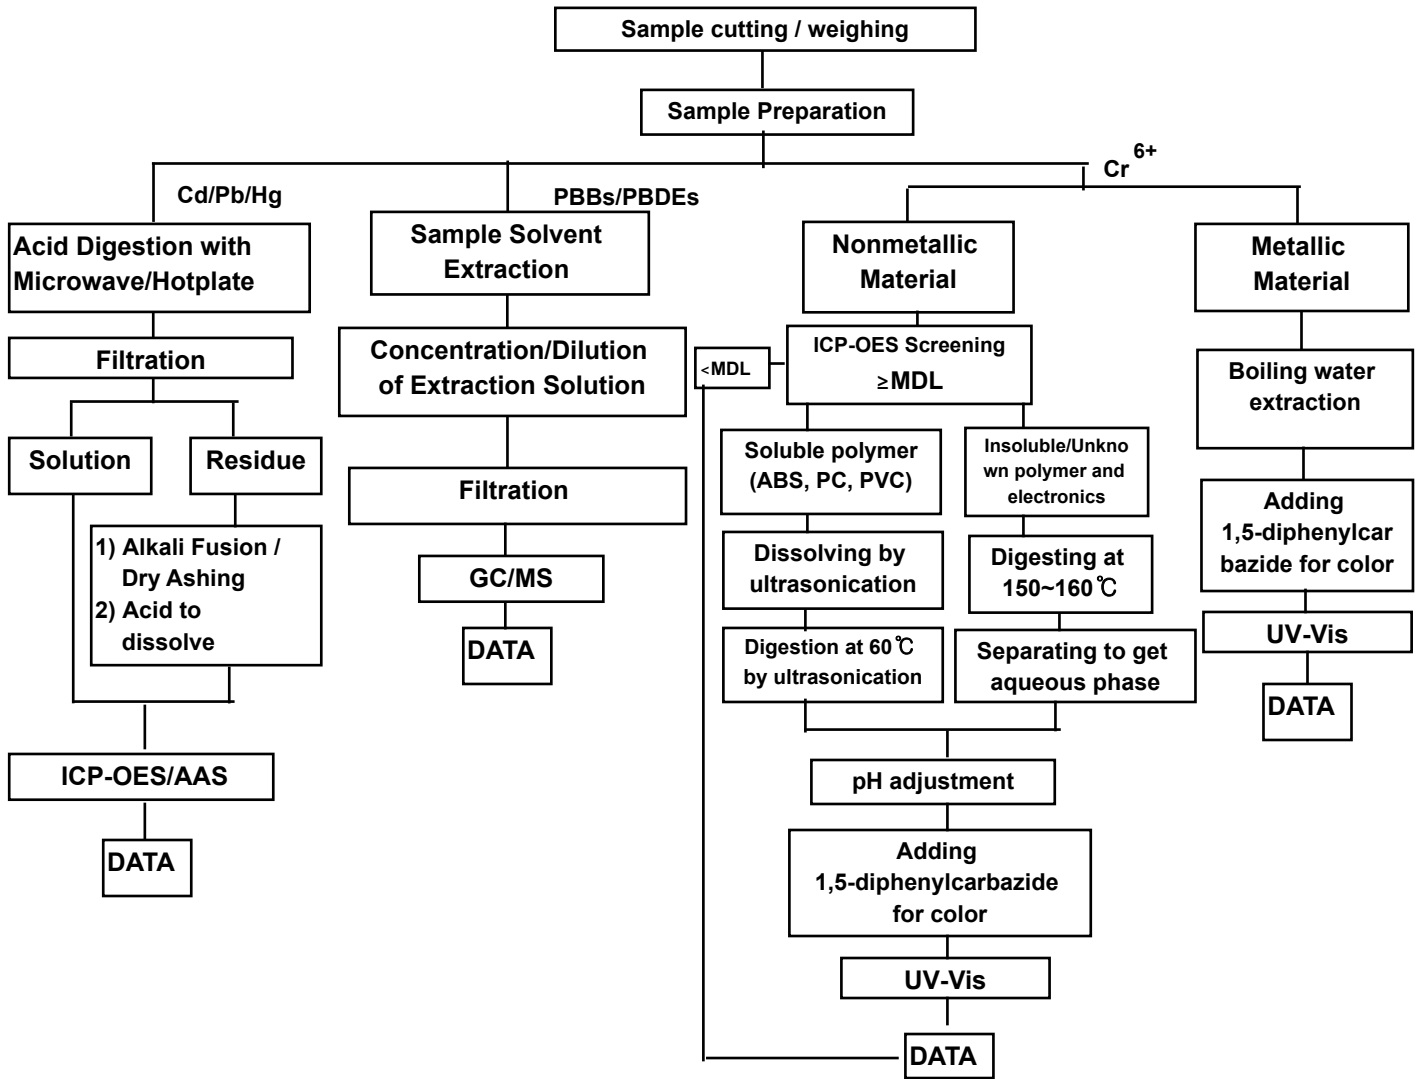 Sample cutting / weighing
Sample Preparation
Cd/Pb/Hg
Acid Digestion with
Microwave/Hotplate
Filtration
Solution
Residue
1) Alkali Fusion /
Dry Ashing
2) Acid to
dissolve
ICP-OES/AAS
DATA
PBBs/PBDEs
Sample Solvent
Extraction
Concentration/Dilution
of Extraction Solution
Filtration
GC/MS
DATA
Cr 6+
Nonmetallic
Material
ICP-OES Screening
≥MDL
<MDL
Soluble polymer
(ABS, PC, PVC)
Dissolving by
ultrasonication
Digestion at 60℃
by ultrasonication
Insoluble/Unkno
wn polymer and
electronics
Digesting at
150~160℃
Separating to get
aqueous phase
pH adjustment
Adding
1,5-diphenylcarbazide
for color
UV-Vis
DATA
Metallic
Material
Boiling water
extraction
Adding
1,5-diphenylcar
bazide for color
UV-Vis
DATA